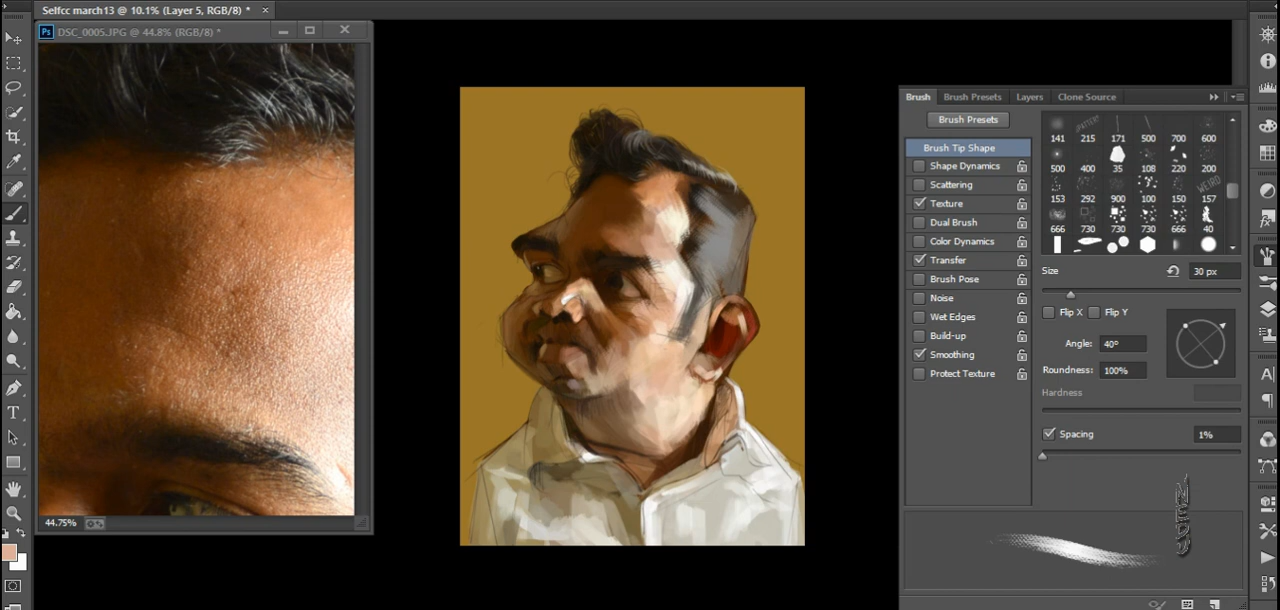 Selfcc march13 @ 10.1% (Layer 5, RGB/8) * ×
Ps DSC_0005.JPG @ 44.8% (RGB/8) *
44.75%
Brush Brush Presets Layers Clone Source
Brush Presets
Brush Tip Shape
Shape Dynamics
Scattering
Texture
Dual Brush
Color Dynamics
Transfer
Brush Pose
Noise
Wet Edges
Build-up
Smoothing
Protect Texture
141 215 171 500 700 600
500 400 35 108 220 200
WEIRD
153 292 900 100 150 157
666 730 730 730 666 40
Size 30 px
Flip X Flip Y
Angle: 40º
Roundness: 100%
Hardness
Spacing 1%